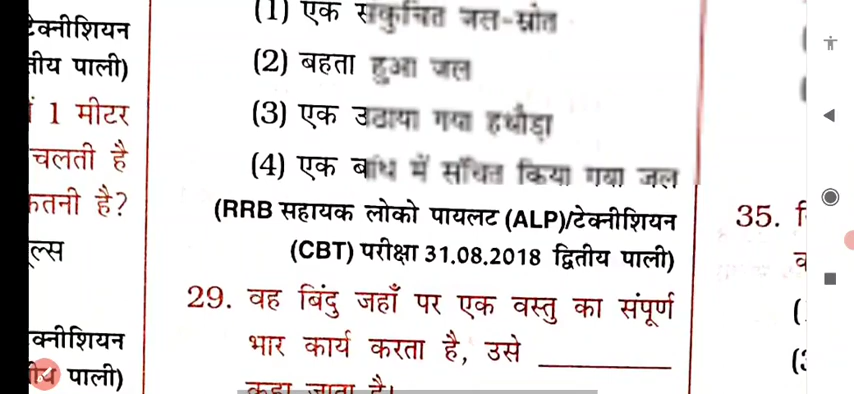 टेक्नीशियन
तीय पाली)
1 मीटर
चलती है
कतनी है?
ल्स
क्नीशियन
पाली)
(1) एक सकुचित जल-स्रोत
(2) बहता हुआ जल
(3) एक उठाया गया हथौड़ा
(4) एक बांध में संचित किया गया जल
(RRB सहायक लोको पायलट (ALP)/टेक्नीशियन
(CBT) परीक्षा 31.08.2018 द्वितीय पाली)
29. वह बिंदु जहाँ पर एक वस्तु का संपूर्ण
भार कार्य करता है, उसे ________
कहा जाता है।
35.